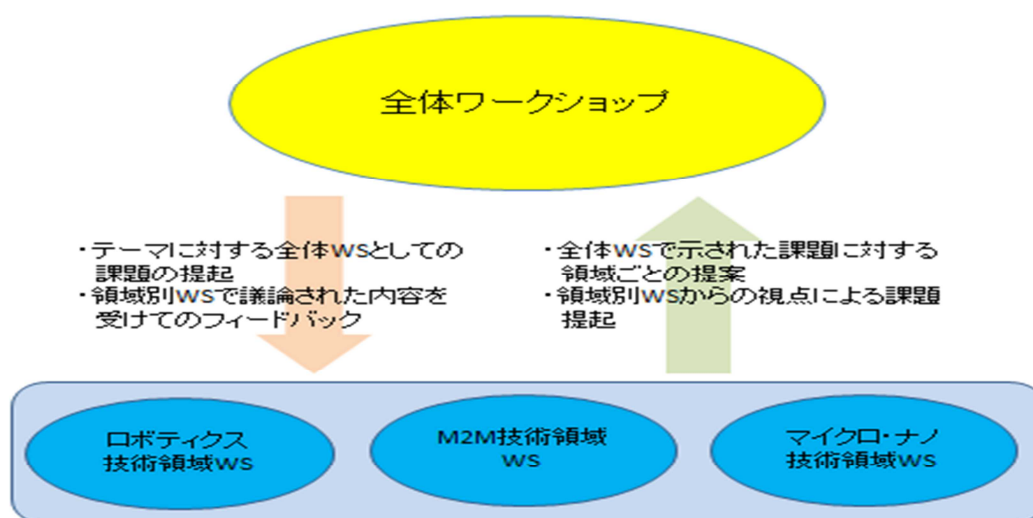 全体ワークショップ
・テーマに対する全体WSとしての
課題の提起
・領域別WSで議論された内容を
受けてのフィードバック
・全体WSで示された課題に対する
領域ごとの提案
・領域別WSからの視点による課題
提起
ロボティクス
技術領域WS
M2M技術領域
WS
マイクロ・ナノ
技術領域WS